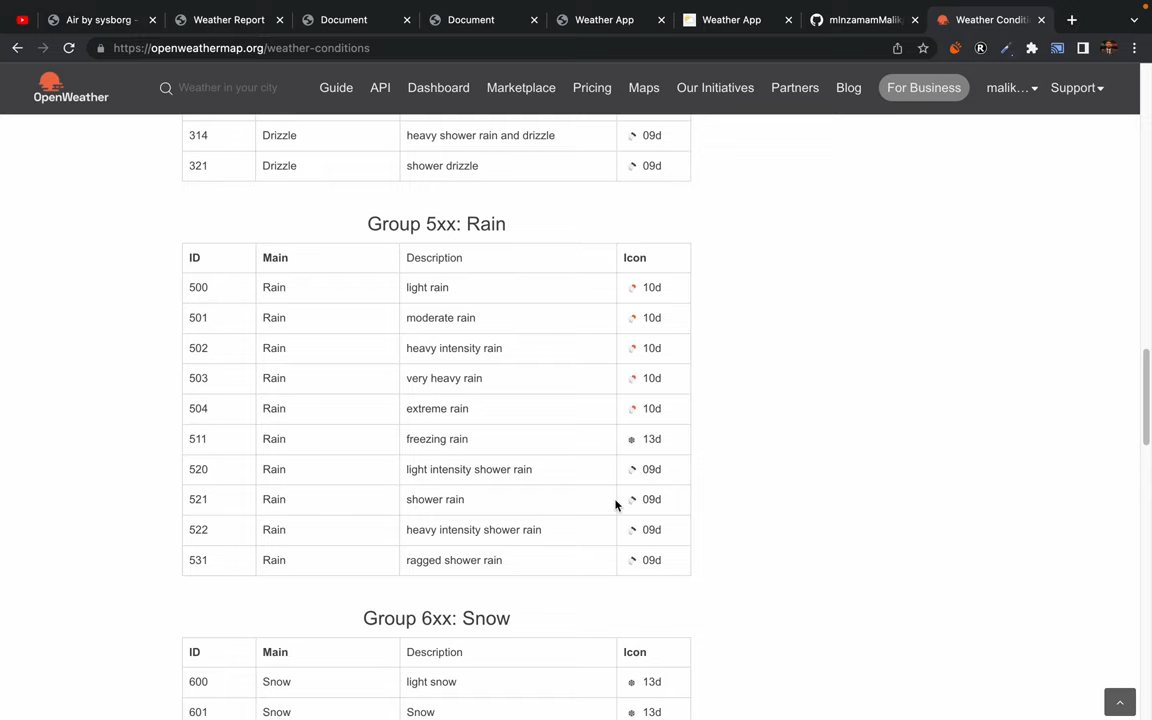 Air by sysborg - Weather Report Document Document Weather App Weather App mInzamamMalik Weather Conditi
https://openweathermap.org/weather-conditions
OpenWeather Weather in your city Guide API Dashboard Marketplace Pricing Maps Our Initiatives Partners Blog For Business malik... Support
314 Drizzle heavy shower rain and drizzle 09d
321 Drizzle shower drizzle 09d
Group 5xx: Rain
ID Main Description Icon
500 Rain light rain 10d
501 Rain moderate rain 10d
502 Rain heavy intensity rain 10d
503 Rain very heavy rain 10d
504 Rain extreme rain 10d
511 Rain freezing rain 13d
520 Rain light intensity shower rain 09d
521 Rain shower rain 09d
522 Rain heavy intensity shower rain 09d
531 Rain ragged shower rain 09d
Group 6xx: Snow
ID Main Description Icon
600 Snow light snow 13d
601 Snow Snow 13d